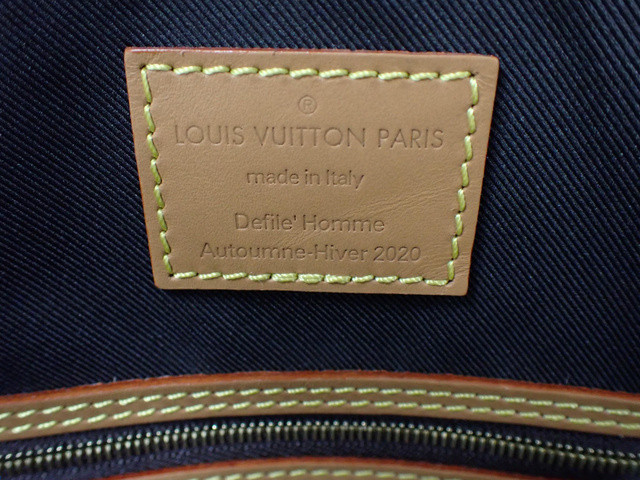 ®
LOUIS VUITTON PARIS
made in Italy
Defile' Homme
Autoumne-Hiver 2020